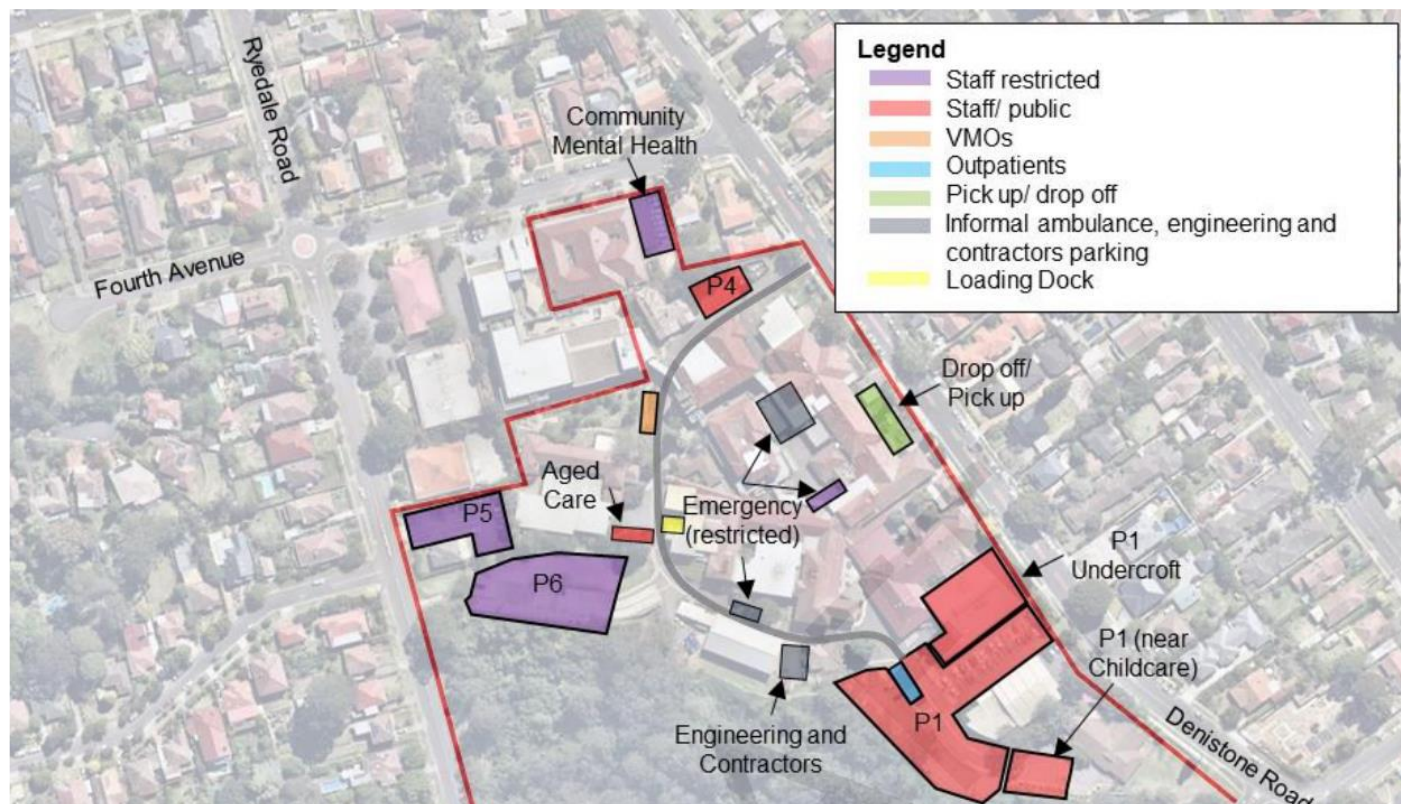 Legend
Staff restricted
Staff/ public
VMOs
Outpatients
Pick up/ drop off
Informal ambulance, engineering and
contractors parking
Loading Dock
Ryedale Road
Community
Mental Health
Fourth Avenue
P4
Drop off/
Pick up
Aged
Care
Emergency
(restricted)
P5
P6
P1
Undercroft
P1 (near
Childcare)
P1
Engineering and
Contractors
Denistone Road